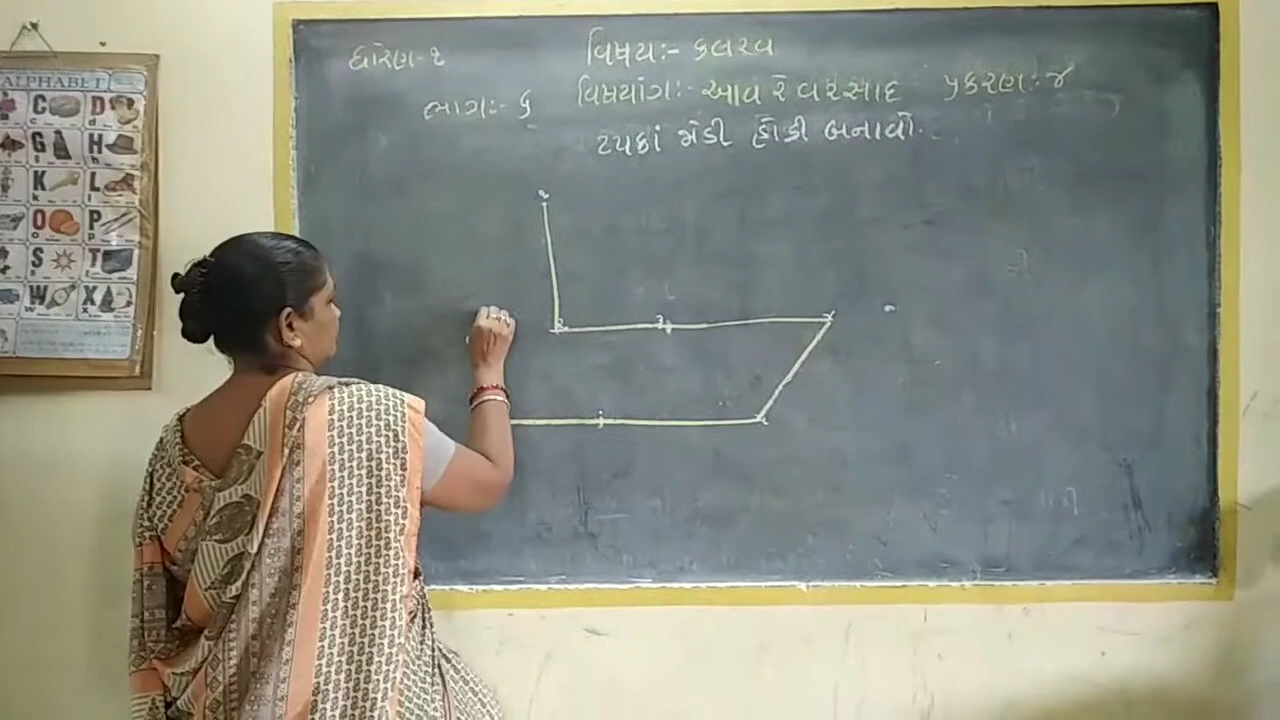 ધોરણ-૧
વિષય:- કલરવ
ભાગ:- ૬
વિષયાંગ:- આવ રે વરસાદ
પ્રકરણ:-૪
ટપકાં જોડી હોડી બનાવો.
ALPHABET
C D
G H
K L
O P
S T
W X